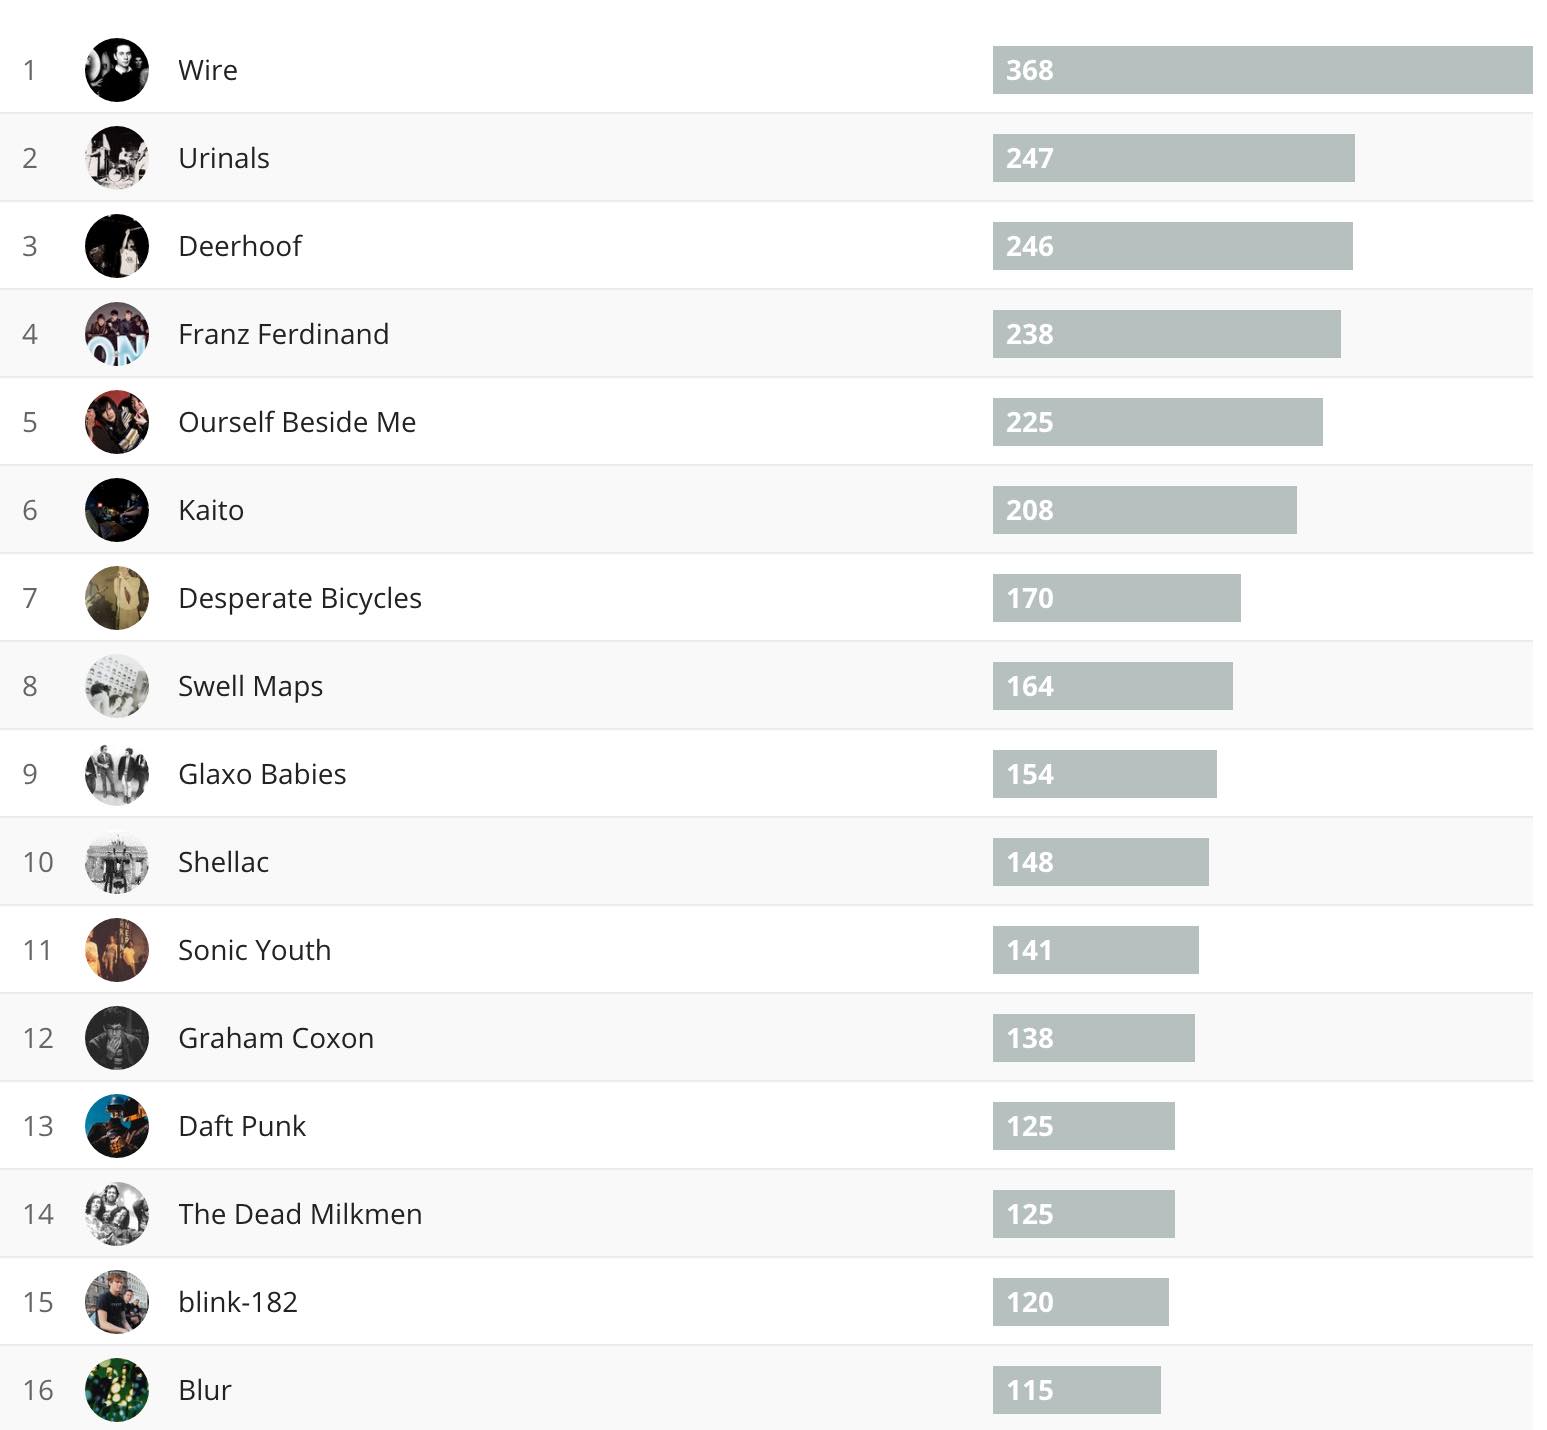 1 Wire 368
2 Urinals 247
3 Deerhoof 246
4 Franz Ferdinand 238
5 Ourself Beside Me 225
6 Kaito 208
7 Desperate Bicycles 170
8 Swell Maps 164
9 Glaxo Babies 154
10 Shellac 148
11 Sonic Youth 141
12 Graham Coxon 138
13 Daft Punk 125
14 The Dead Milkmen 125
15 blink-182 120
16 Blur 115